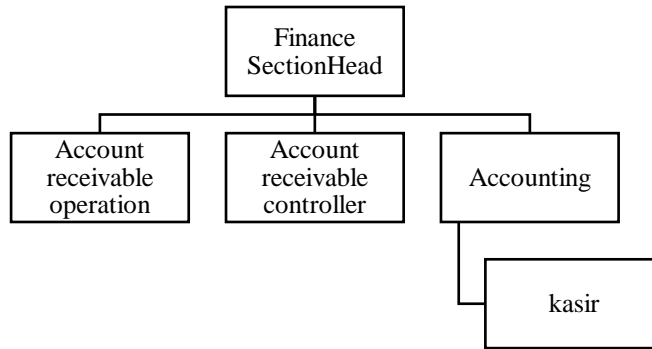 Finance
SectionHead
Account
receivable
operation
Account
receivable
controller
Accounting
kasir